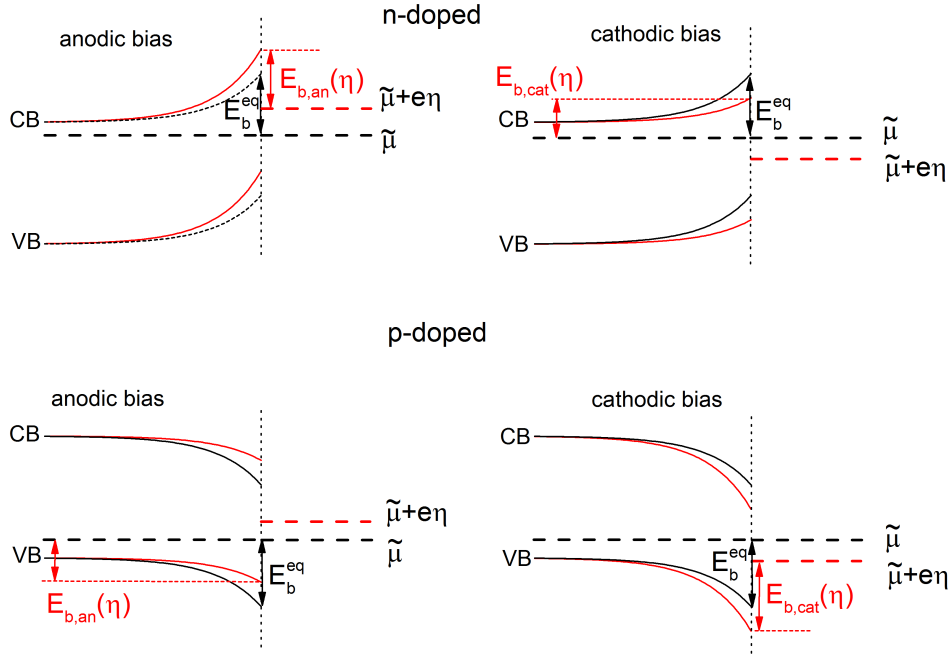 n-doped
anodic bias
cathodic bias
E_b,an(η)
E_b,cat(η)
μ̃+eη
E_b^eq
E_b^eq
CB
CB
μ̃
μ̃
μ̃+eη
VB
VB
p-doped
anodic bias
cathodic bias
CB
CB
μ̃+eη
μ̃
μ̃
VB
VB
E_b^eq
E_b^eq
μ̃+eη
E_b,an(η)
E_b,cat(η)